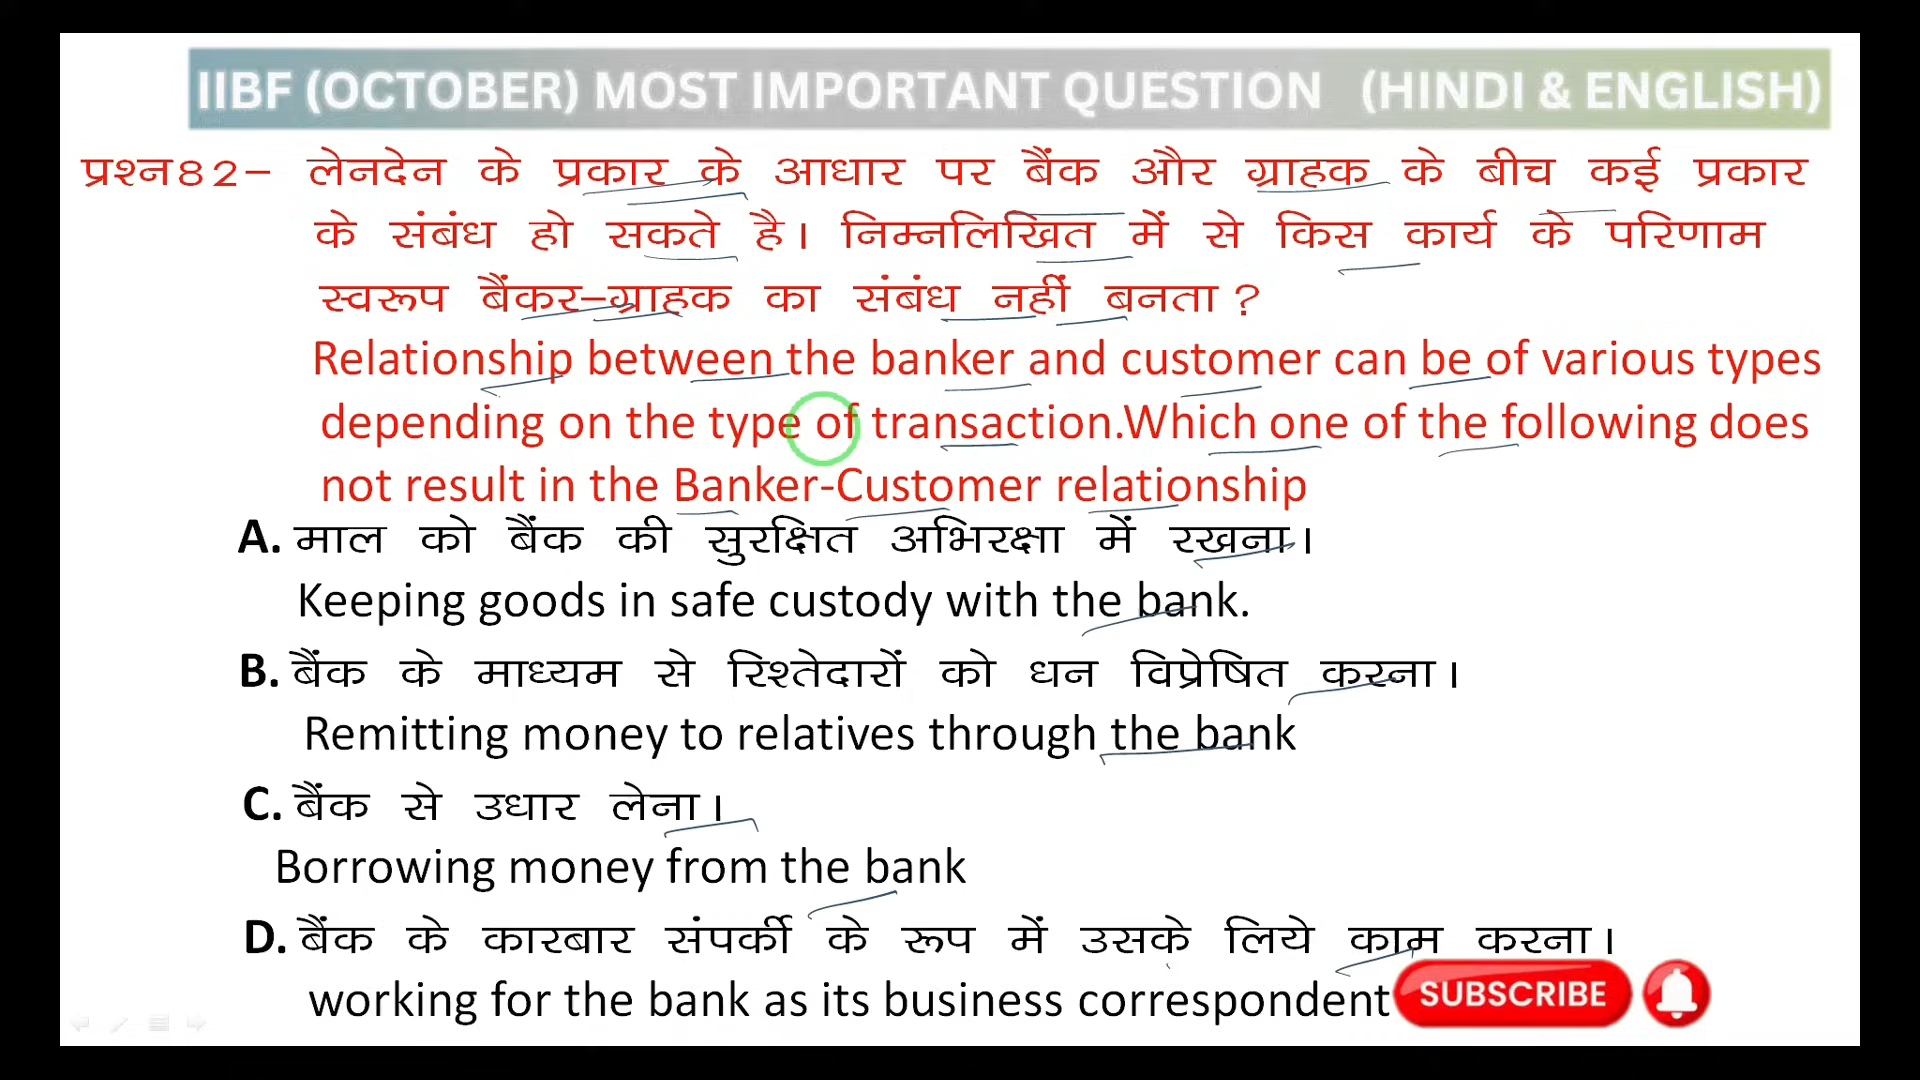 IIBF (OCTOBER) MOST IMPORTANT QUESTION (HINDI & ENGLISH)
प्रश्न82– लेनदेन के प्रकार के आधार पर बैंक और ग्राहक के बीच कई प्रकार
के संबंध हो सकते है। निम्नलिखित में से किस कार्य के परिणाम
स्वरूप बैंकर–ग्राहक का संबंध नहीं बनता?
Relationship between the banker and customer can be of various types
depending on the type of transaction.Which one of the following does
not result in the Banker-Customer relationship
A. माल को बैंक की सुरक्षित अभिरक्षा में रखना।
Keeping goods in safe custody with the bank.
B. बैंक के माध्यम से रिश्तेदारों को धन विप्रेषित करना।
Remitting money to relatives through the bank
C. बैंक से उधार लेना।
Borrowing money from the bank
D. बैंक के कारबार संपर्की के रूप में उसके लिये काम करना।
working for the bank as its business correspondent
SUBSCRIBE